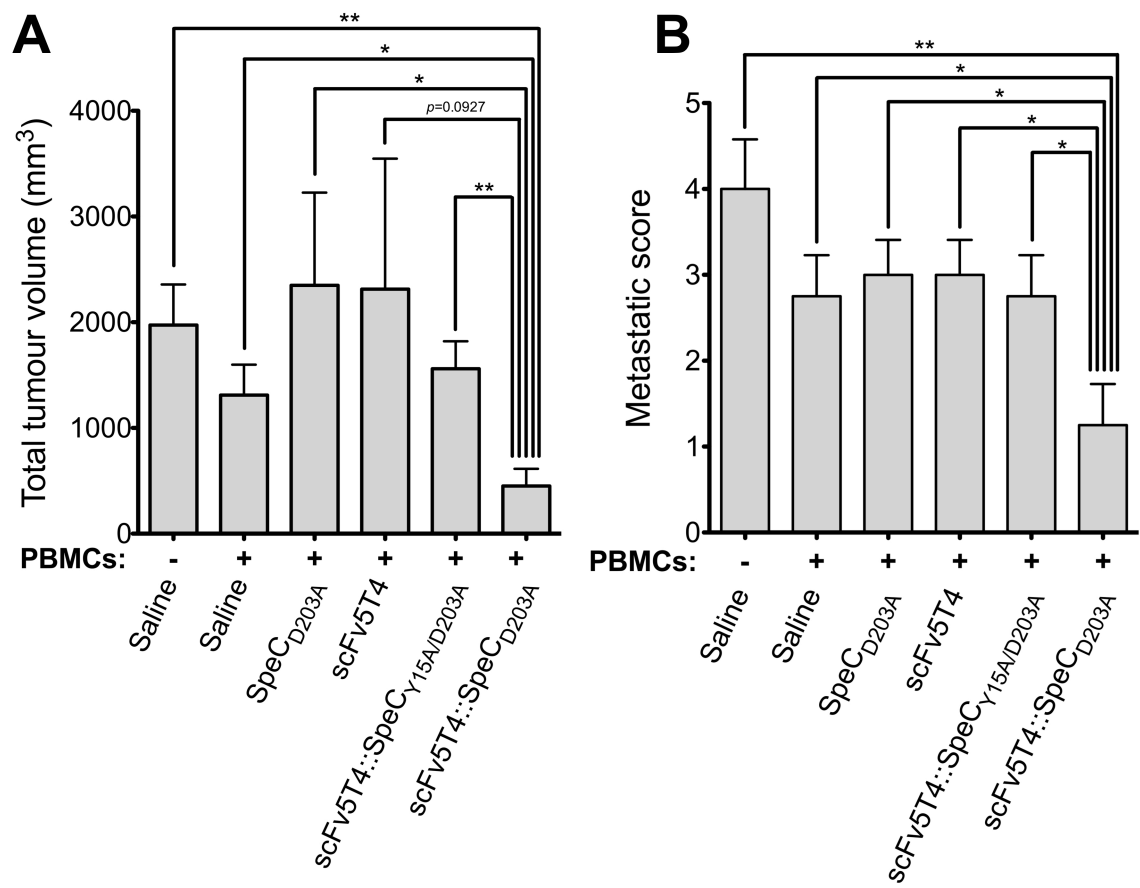 A
**
*
*
p=0.0927
**
Total tumour volume (mm3)
4000
3000
2000
1000
0
PBMCs: - + + + + +
Saline
Saline
SpeCD203A
scFv5T4
scFv5T4::SpeCY15A/D203A
scFv5T4::SpeCD203A
B
**
*
*
*
*
Metastatic score
5
4
3
2
1
0
PBMCs: - + + + + +
Saline
Saline
SpeCD203A
scFv5T4
scFv5T4::SpeCY15A/D203A
scFv5T4::SpeCD203A